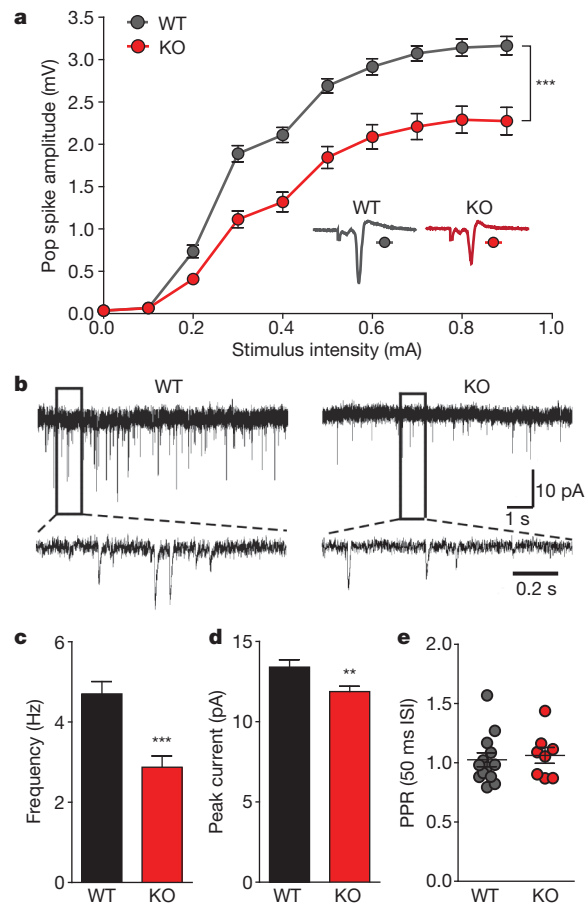 a
WT
KO
Pop spike amplitude (mV)
3.5
3.0
2.5
2.0
1.5
1.0
0.5
0.0
***
WT
KO
0.0 0.2 0.4 0.6 0.8 1.0
Stimulus intensity (mA)
b
WT
KO
10 pA
1 s
0.2 s
c
Frequency (Hz)
6
4
2
0
***
WT KO
d
Peak current (pA)
15
12
9
6
3
0
**
WT KO
e
PPR (50 ms ISI)
2.0
1.5
1.0
0.5
0.0
WT KO